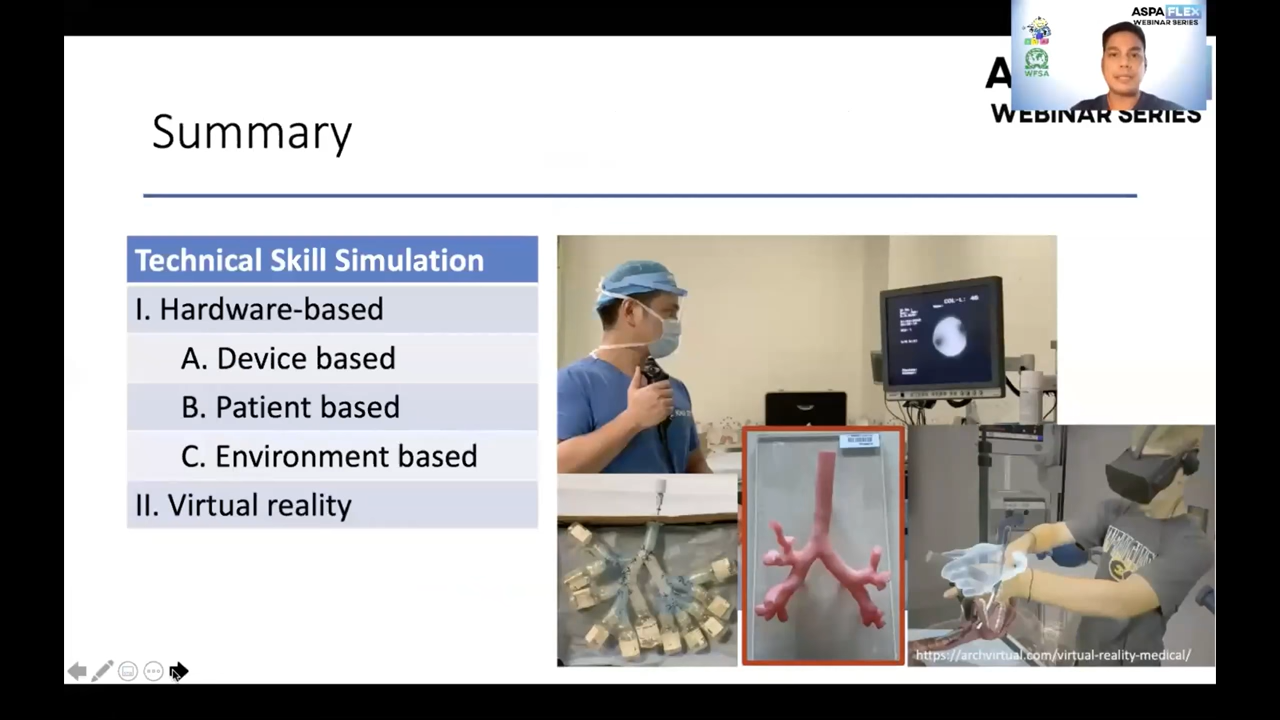 ASPA FLEX
WEBINAR SERIES
WFSA
A
WEBINAR SERIES
Summary
Technical Skill Simulation
I. Hardware-based
A. Device based
B. Patient based
C. Environment based
II. Virtual reality
https://archvirtual.com/virtual-reality-medical/